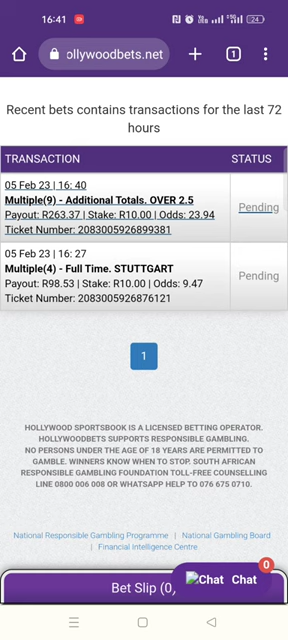 16:41
ollywoodbets.net
1
24
Recent bets contains transactions for the last 72
hours
TRANSACTION STATUS
05 Feb 23 | 16: 40
Multiple(9) - Additional Totals. OVER 2.5
Payout: R263.37 | Stake: R10.00 | Odds: 23.94
Ticket Number: 2083005926899381
Pending
05 Feb 23 | 16: 27
Multiple(4) - Full Time. STUTTGART
Payout: R98.53 | Stake: R10.00 | Odds: 9.47
Ticket Number: 2083005926876121
Pending
1
HOLLYWOOD SPORTSBOOK IS A LICENSED BETTING OPERATOR.
HOLLYWOODBETS SUPPORTS RESPONSIBLE GAMBLING.
NO PERSONS UNDER THE AGE OF 18 YEARS ARE PERMITTED TO
GAMBLE. WINNERS KNOW WHEN TO STOP. SOUTH AFRICAN
RESPONSIBLE GAMBLING FOUNDATION TOLL-FREE COUNSELLING
LINE 0800 006 008 OR WHATSAPP HELP TO 076 675 0710.
National Responsible Gambling Programme | National Gambling Board
| Financial Intelligence Centre
0
Bet Slip (0)
Chat Chat